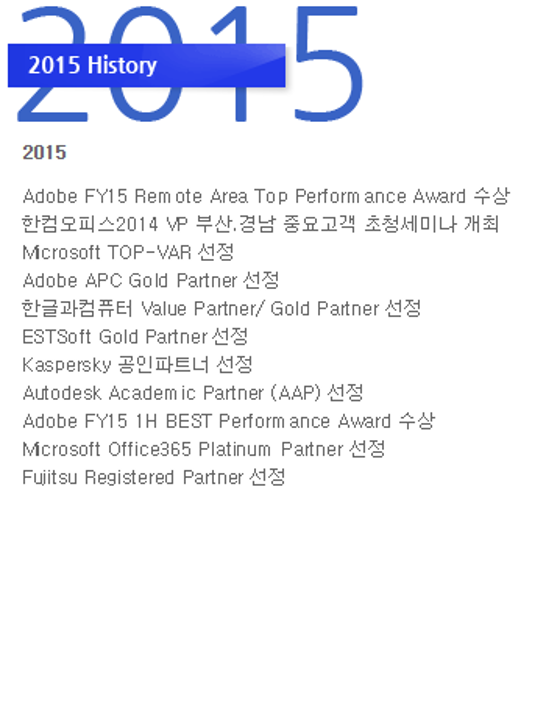 2015
2015 History
2015
Adobe FY15 Remote Area Top Performance Award 수상
한컴오피스2014 VP 부산.경남 중요고객 초청세미나 개최
Microsoft TOP-VAR 선정
Adobe APC Gold Partner 선정
한글과컴퓨터 Value Partner/ Gold Partner 선정
ESTSoft Gold Partner 선정
Kaspersky 공인파트너 선정
Autodesk Academic Partner (AAP) 선정
Adobe FY15 1H BEST Performance Award 수상
Microsoft Office365 Platinum Partner 선정
Fujitsu Registered Partner 선정